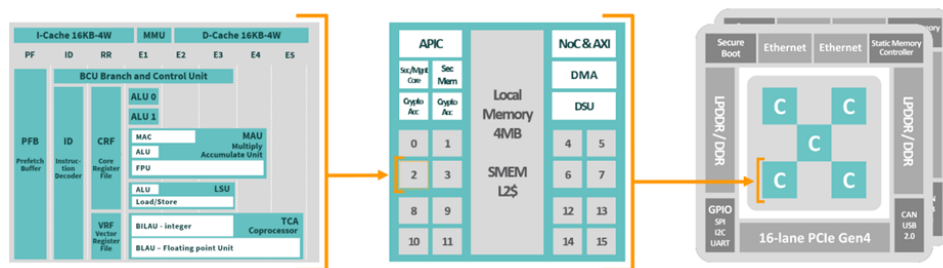 I-Cache 16KB-4W
MMU
D-Cache 16KB-4W
PF
ID
RR
E1
E2
E3
E4
E5
BCU Branch and Control Unit
PFB
Prefetch
Buffer
ID
Instruc-
tion
Decoder
CRF
Core
Register
File
ALU 0
ALU 1
MAC
ALU
FPU
MAU
Multiply
Accumulate Unit
ALU
Load/Store
LSU
VRF
Vector
Register
File
BILAU - integer
TCA
Coprocessor
BLAU – Floating point Unit
APIC
Sec/Mgnt
Core
Sec
Mem
Crypto
Acc
Crypto
Acc
0
1
2
3
8
9
10
11
Local
Memory
4MB
SMEM
L2$
NoC & AXI
DMA
DSU
4
5
6
7
12
13
14
15
Secure
Boot
Ethernet
Ethernet
Static Memory
Controller
LPDDR / DDR
C
C
C
C
C
LPDDR / DDR
GPIO
SPI
I2C
UART
16-lane PCIe Gen4
CAN
USB
2.0